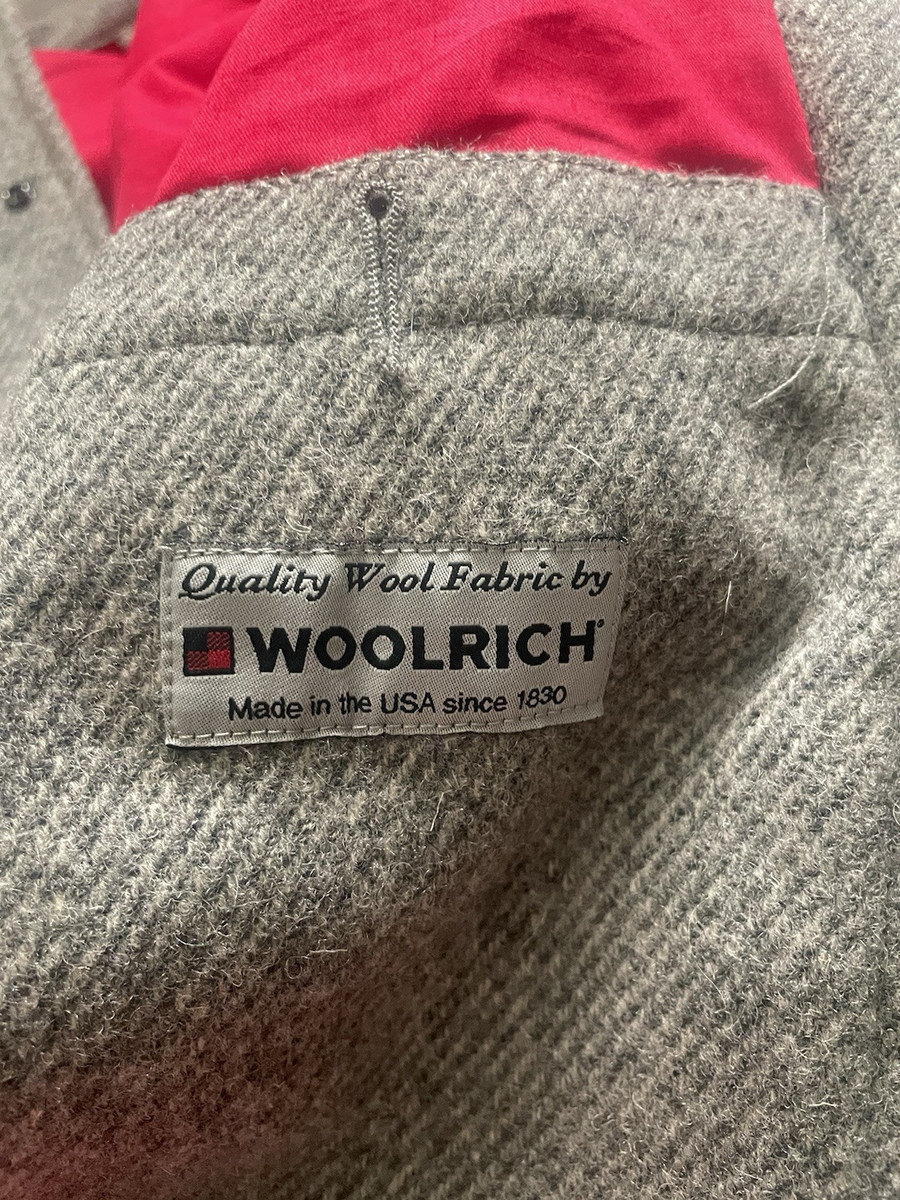 Quality Wool Fabric by
WOOLRICH®
Made in the USA since 1830